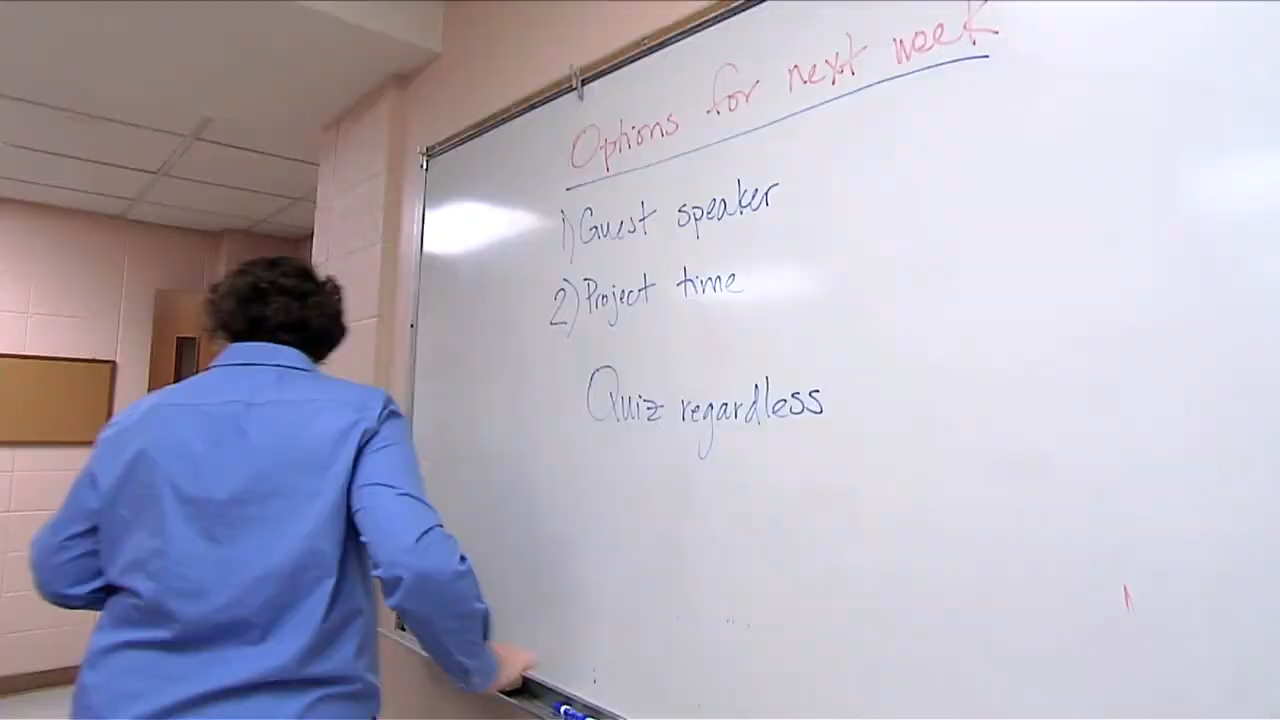 Options for next week
1) Guest speaker
2) Project time
Quiz regardless